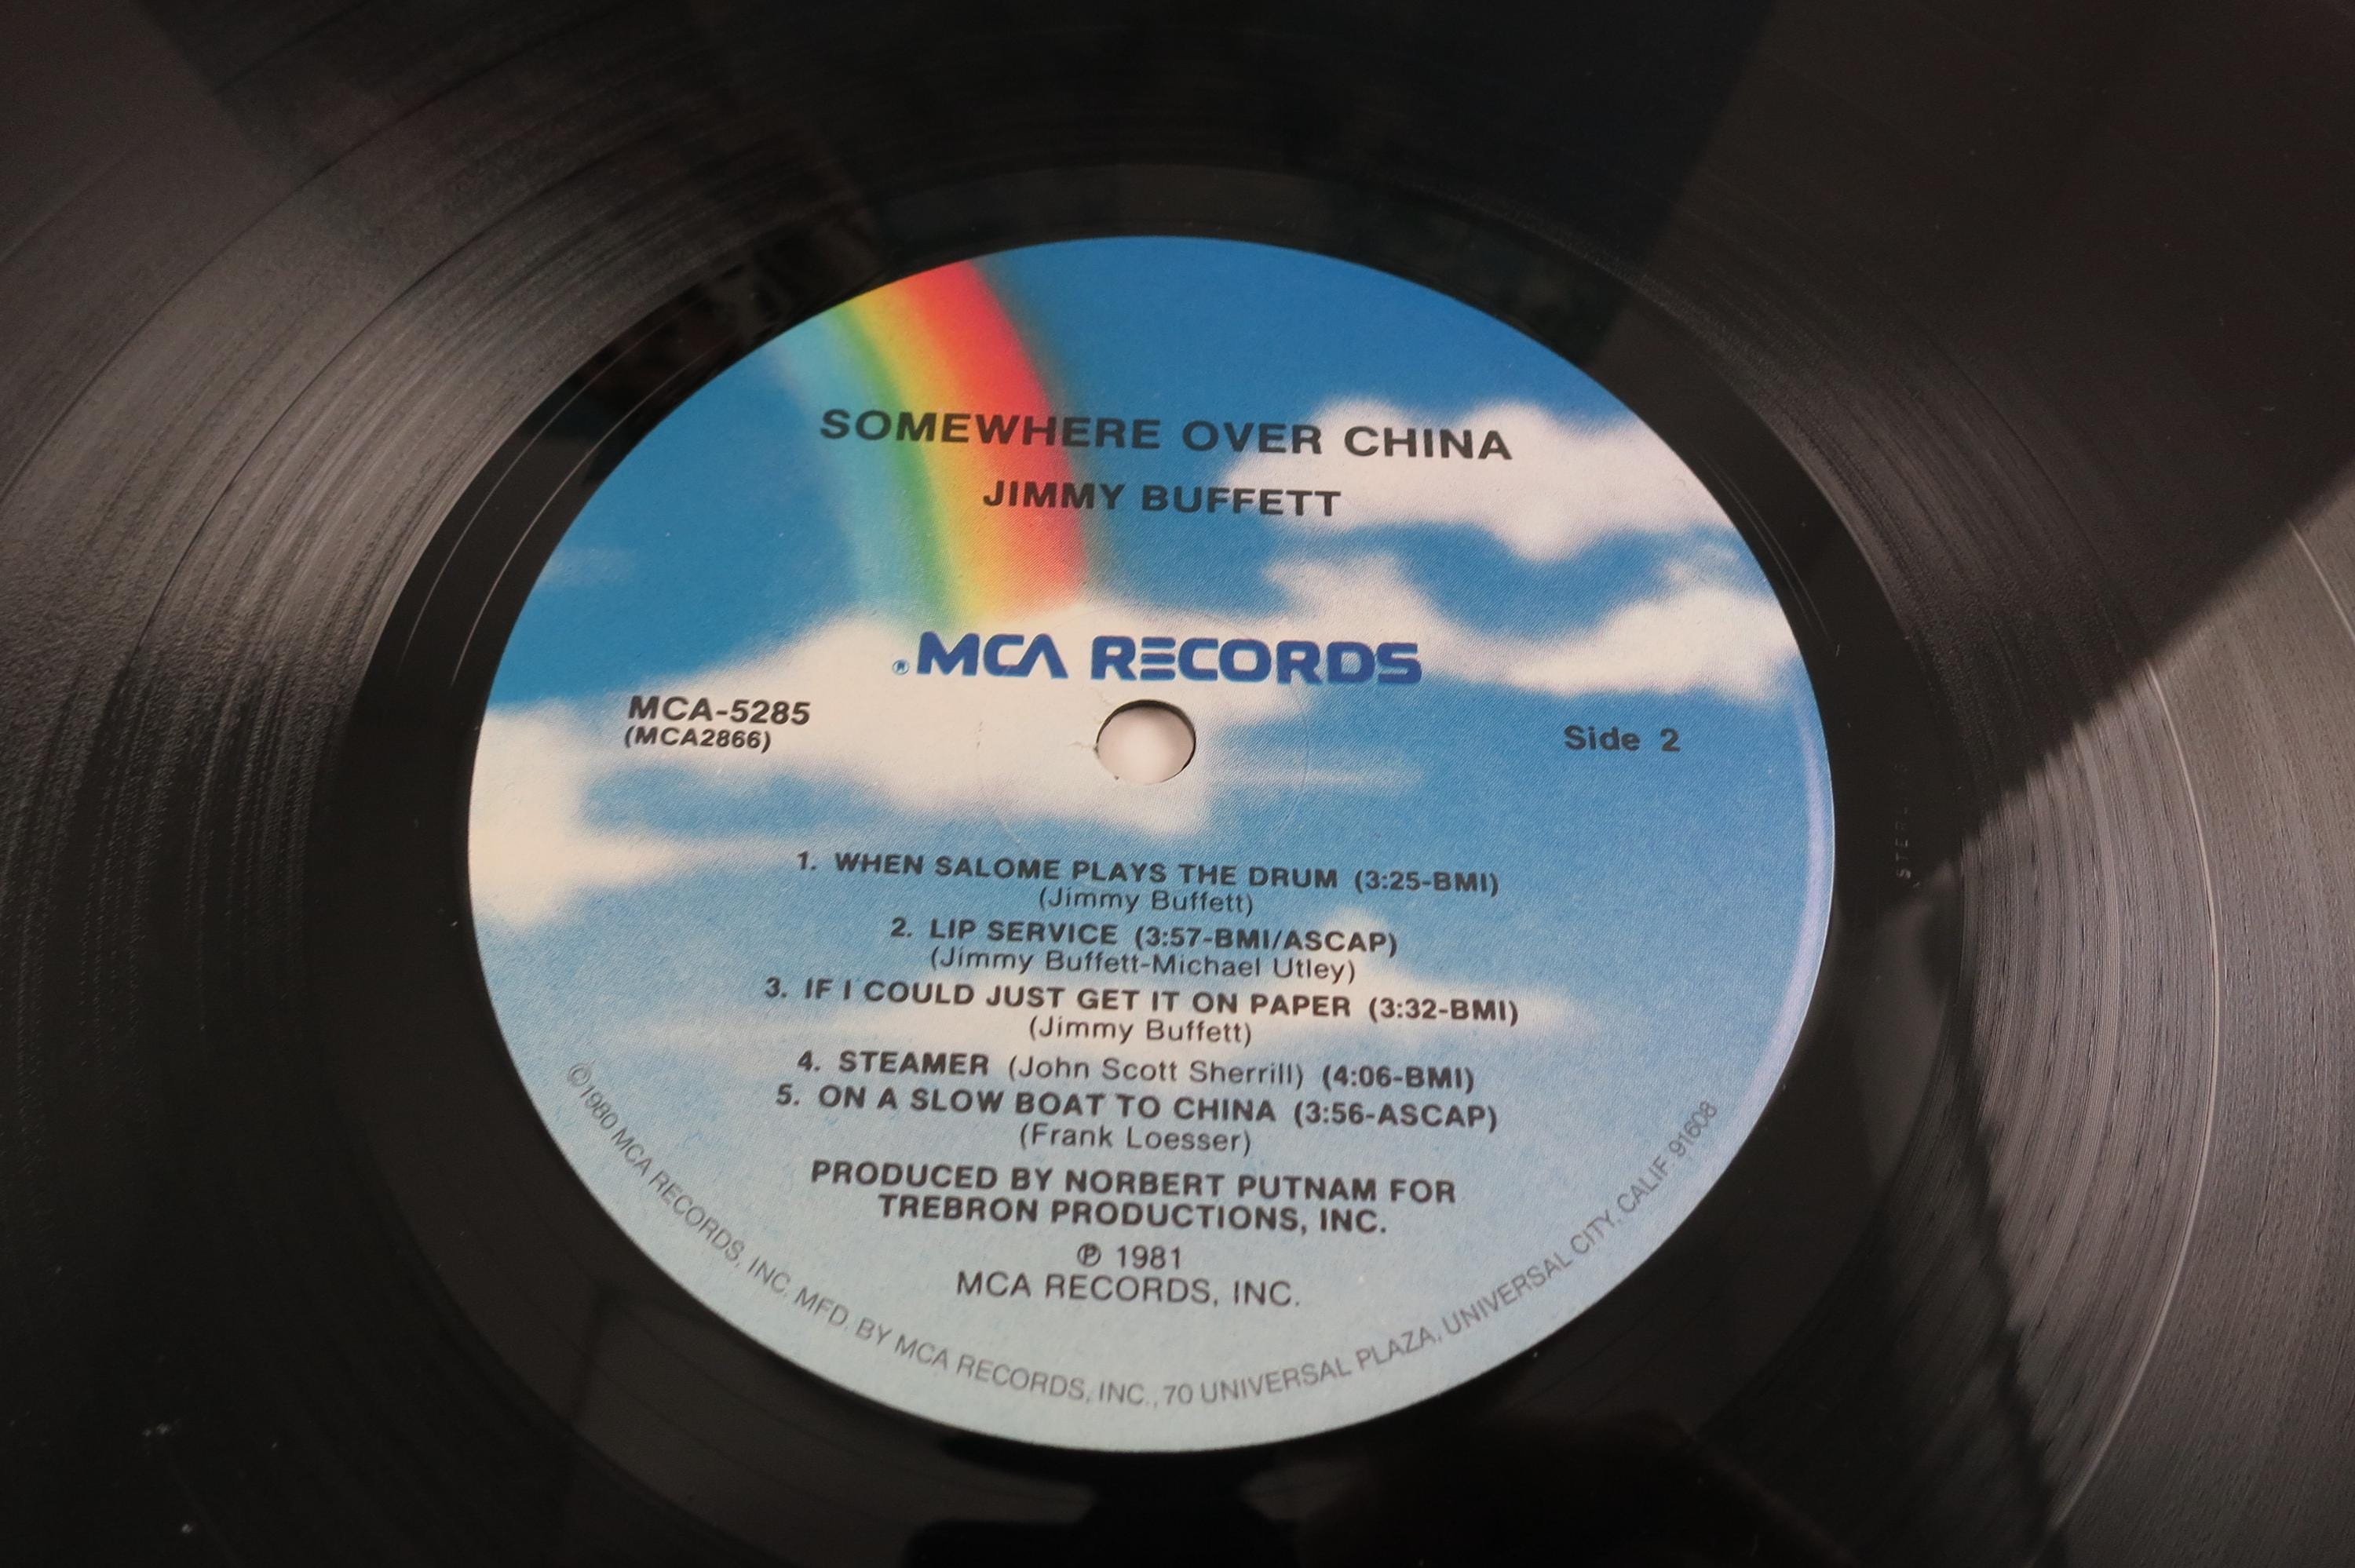 SOMEWHERE OVER CHINA
JIMMY BUFFETT
®MCA RECORDS
MCA-5285
(MCA2866)
Side 2
1. WHEN SALOME PLAYS THE DRUM (3:25-BMI)
(Jimmy Buffett)
2. LIP SERVICE (3:57-BMI/ASCAP)
(Jimmy Buffett-Michael Utley)
3. IF I COULD JUST GET IT ON PAPER (3:32-BMI)
(Jimmy Buffett)
4. STEAMER (John Scott Sherrill) (4:06-BMI)
5. ON A SLOW BOAT TO CHINA (3:56-ASCAP)
(Frank Loesser)
PRODUCED BY NORBERT PUTNAM FOR
TREBRON PRODUCTIONS, INC.
℗ 1981
MCA RECORDS, INC.
©1980 MCA RECORDS, INC. MFD. BY MCA RECORDS, INC., 70 UNIVERSAL PLAZA, UNIVERSAL CITY, CALIF. 91608